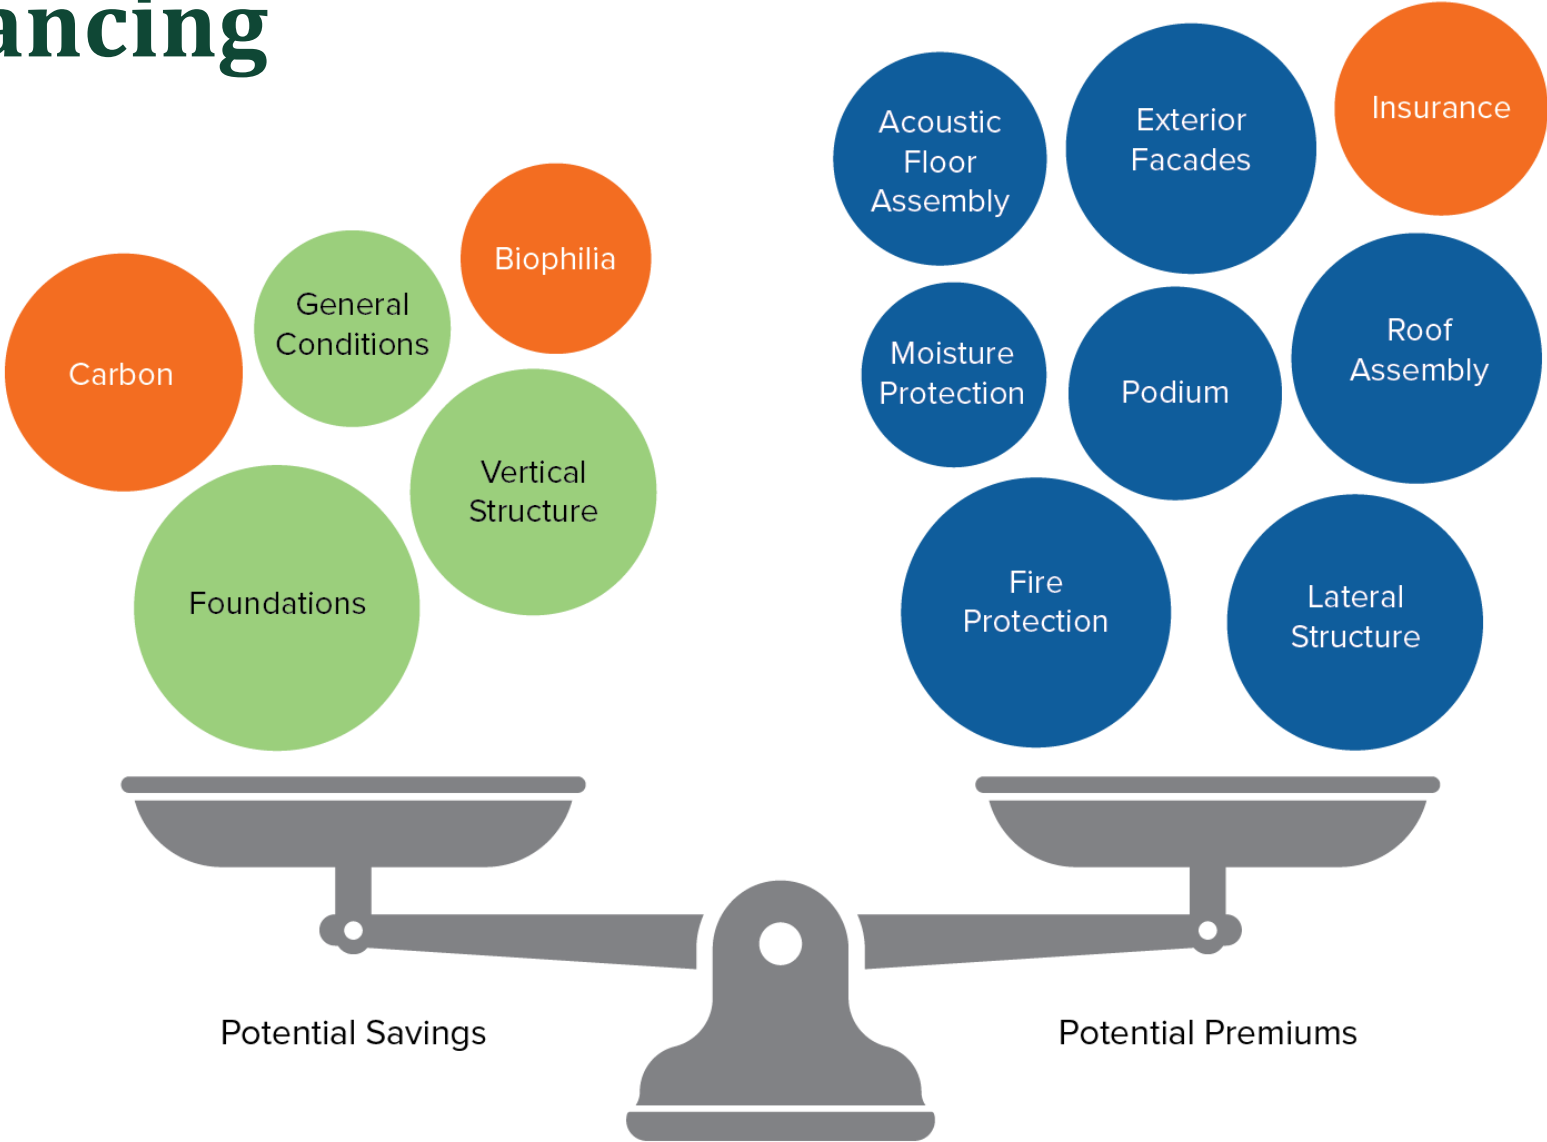 ancing
Biophilia
General
Conditions
Carbon
Vertical
Structure
Foundations
Acoustic
Floor
Assembly
Exterior
Facades
Insurance
Moisture
Protection
Podium
Roof
Assembly
Fire
Protection
Lateral
Structure
Potential Savings
Potential Premiums